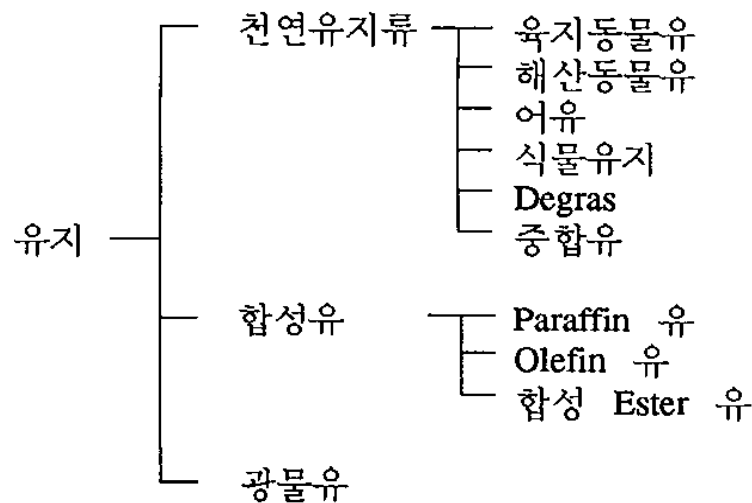 천연유지류
육지동물유
해산동물유
어유
식물유지
Degras
중합유
유지
합성유
Paraffin 유
Olefin 유
합성 Ester 유
광물유